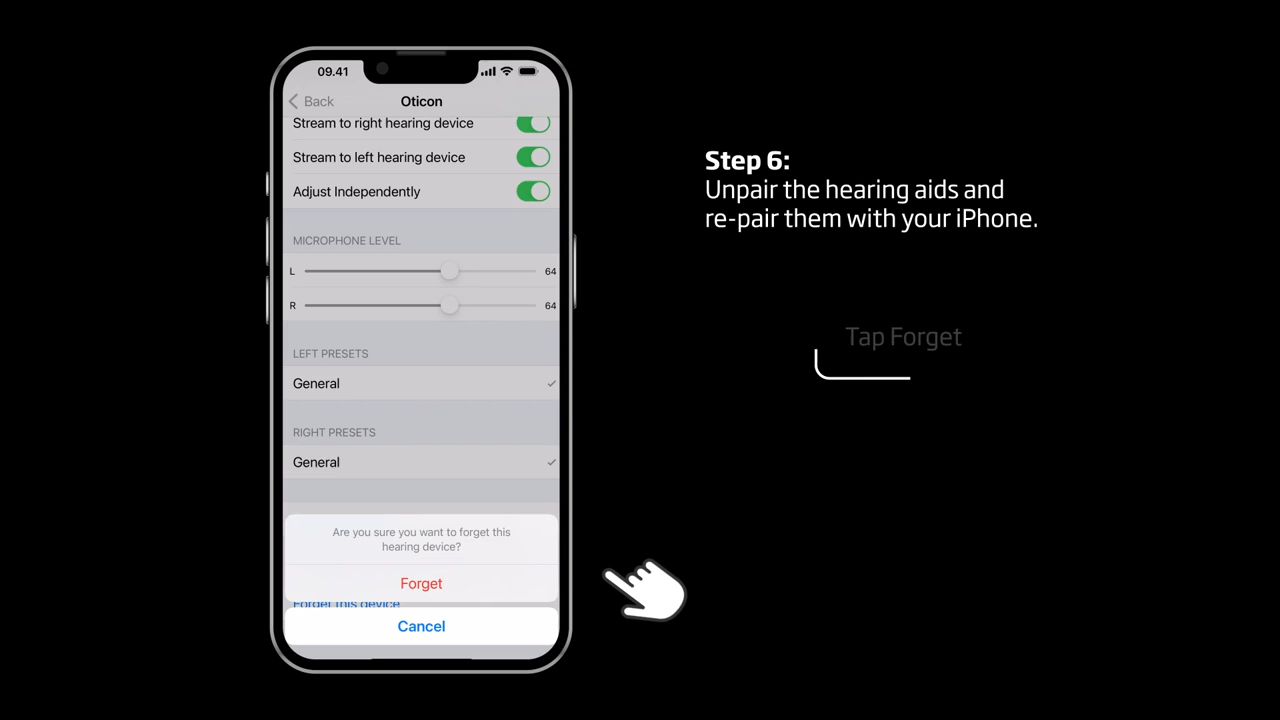 09.41
Back
Oticon
Stream to right hearing device
Stream to left hearing device
Adjust Independently
MICROPHONE LEVEL
L 64
R 64
LEFT PRESETS
General
RIGHT PRESETS
General
Are you sure you want to forget this
hearing device?
Forget
Forget this device
Cancel
Step 6:
Unpair the hearing aids and
re-pair them with your iPhone.
Tap Forget